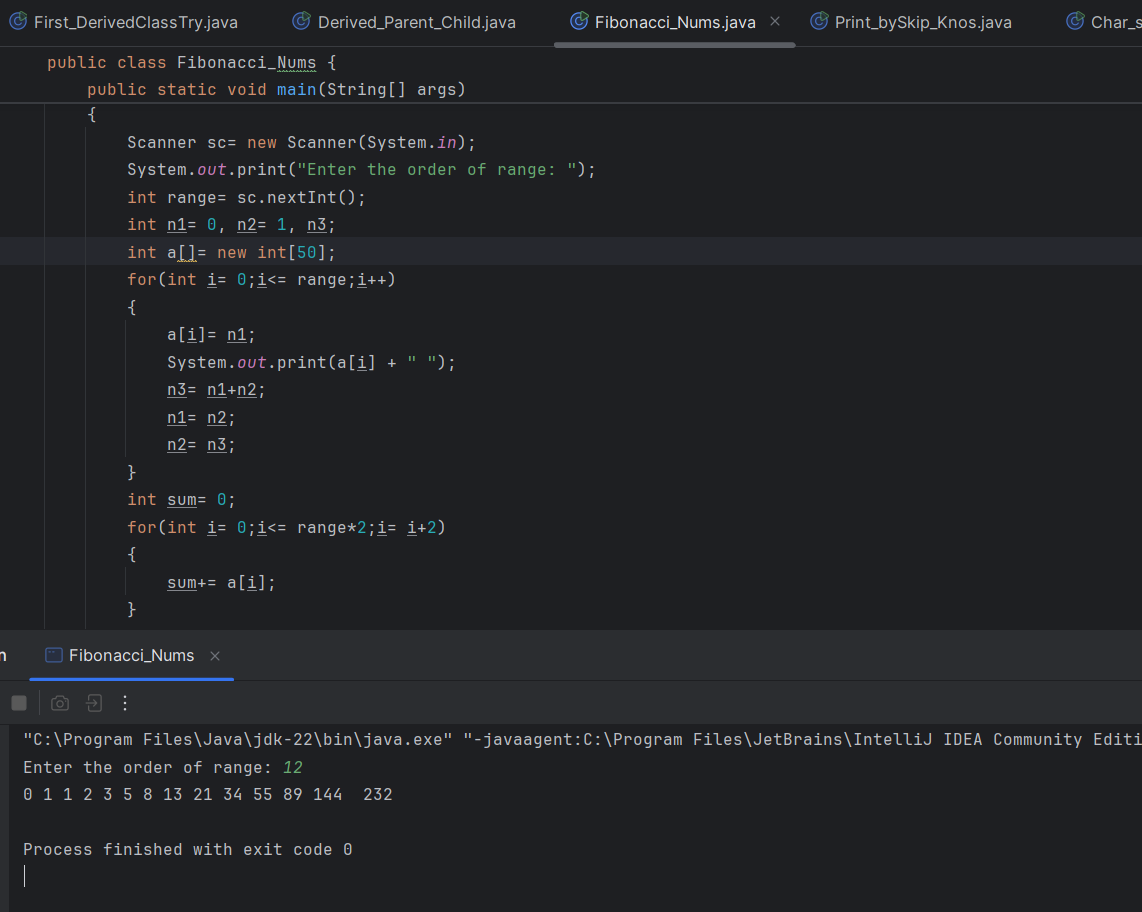 First_DerivedClassTry.java Derived_Parent_Child.java Fibonacci_Nums.java × Print_bySkip_Knos.java Char_s
public class Fibonacci_Nums {
    public static void main(String[] args)
    {
        Scanner sc= new Scanner(System.in);
        System.out.print("Enter the order of range: ");
        int range= sc.nextInt();
        int n1= 0, n2= 1, n3;
        int a[]= new int[50];
        for(int i= 0;i<= range;i++)
        {
            a[i]= n1;
            System.out.print(a[i] + " ");
            n3= n1+n2;
            n1= n2;
            n2= n3;
        }
        int sum= 0;
        for(int i= 0;i<= range*2;i= i+2)
        {
            sum+= a[i];
        }
n Fibonacci_Nums ×
"C:\Program Files\Java\jdk-22\bin\java.exe" "-javaagent:C:\Program Files\JetBrains\IntelliJ IDEA Community Editi
Enter the order of range: 12
0 1 1 2 3 5 8 13 21 34 55 89 144  232
Process finished with exit code 0